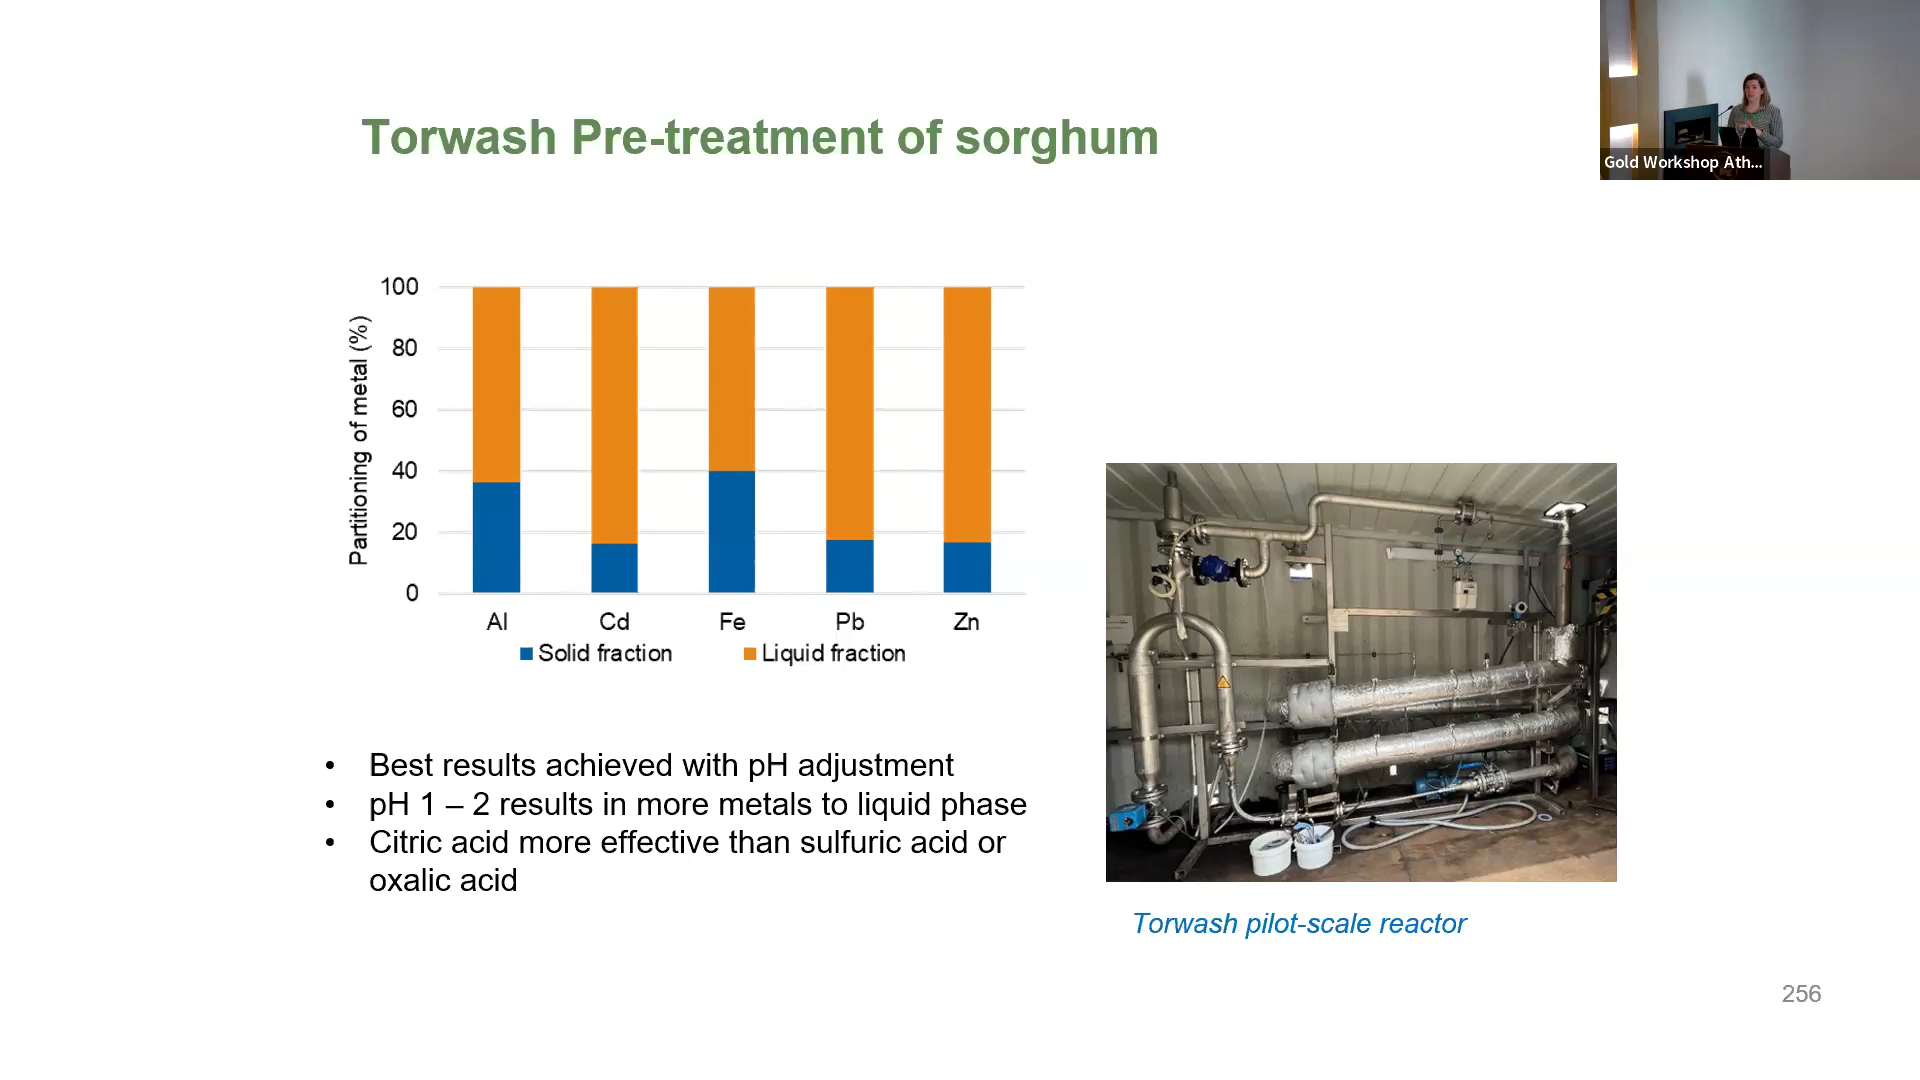 Torwash Pre-treatment of sorghum
Gold Workshop Ath...
Partitioning of metal (%)
100
80
60
40
20
0
Al
Cd
Fe
Pb
Zn
Solid fraction
Liquid fraction
• Best results achieved with pH adjustment
• pH 1 – 2 results in more metals to liquid phase
• Citric acid more effective than sulfuric acid or
oxalic acid
Torwash pilot-scale reactor
256